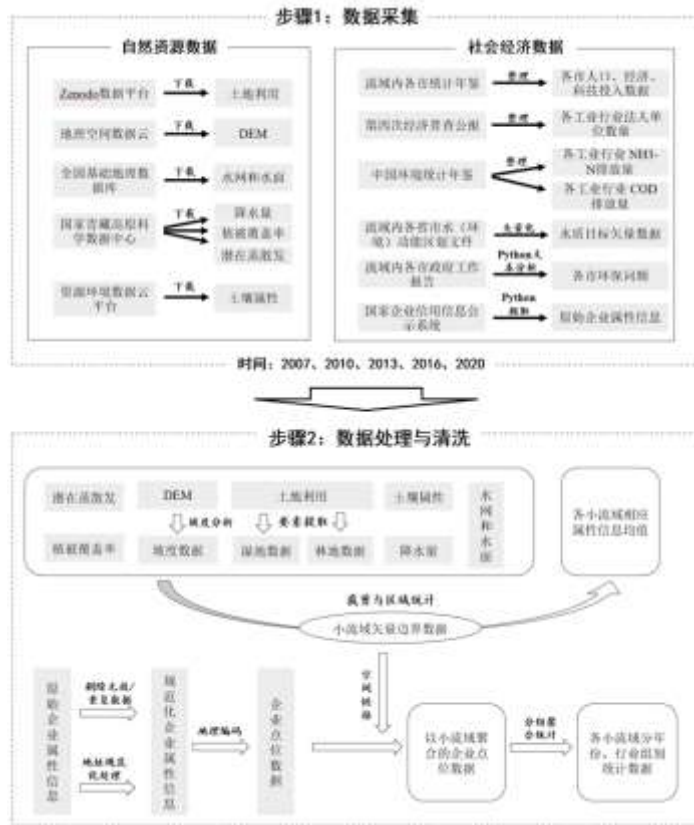 步骤1：数据采集
自然资源数据
Zenodo数据平台
下载
土地利用
地理空间数据云
下载
DEM
全国基础地理数
据库
下载
水网和水面
国家青藏高原科
学数据中心
下载
降水量
植被覆盖率
潜在蒸散发
资源环境数据云
平台
下载
土壤属性
社会经济数据
流域内各市统计年鉴
整理
各市人口、经济、
科技投入数据
第四次经济普查公报
整理
各工业行业法人单
位数量
中国环境统计年鉴
整理
各工业行业 NH3-
N排放量
各工业行业 COD
排放量
流域内各省市水（环
境）功能区划文件
矢量化
水质目标矢量数据
流域内各市政府工作
报告
Python文
本分析
各市环保词频
国家企业信用信息公
示系统
Python
提取
原始企业属性信息
时间：2007、2010、2013、2016、2020
步骤2：数据处理与清洗
潜在蒸散发
DEM
土地利用
土壤属性
水网和水面
坡度分析
要素提取
植被覆盖率
坡度数据
湿地数据
林地数据
降水量
各小流域相应
属性信息均值
裁剪与区域统计
小流域矢量边界数据
空间链接
原始企业属性信息
删除无效/
重复数据
地址规范
化处理
规范化企业属性信息
地理编码
企业点位数据
以小流域聚
合的企业点
位数据
分组聚
合统计
各小流域分年
份、行业组别
统计数据